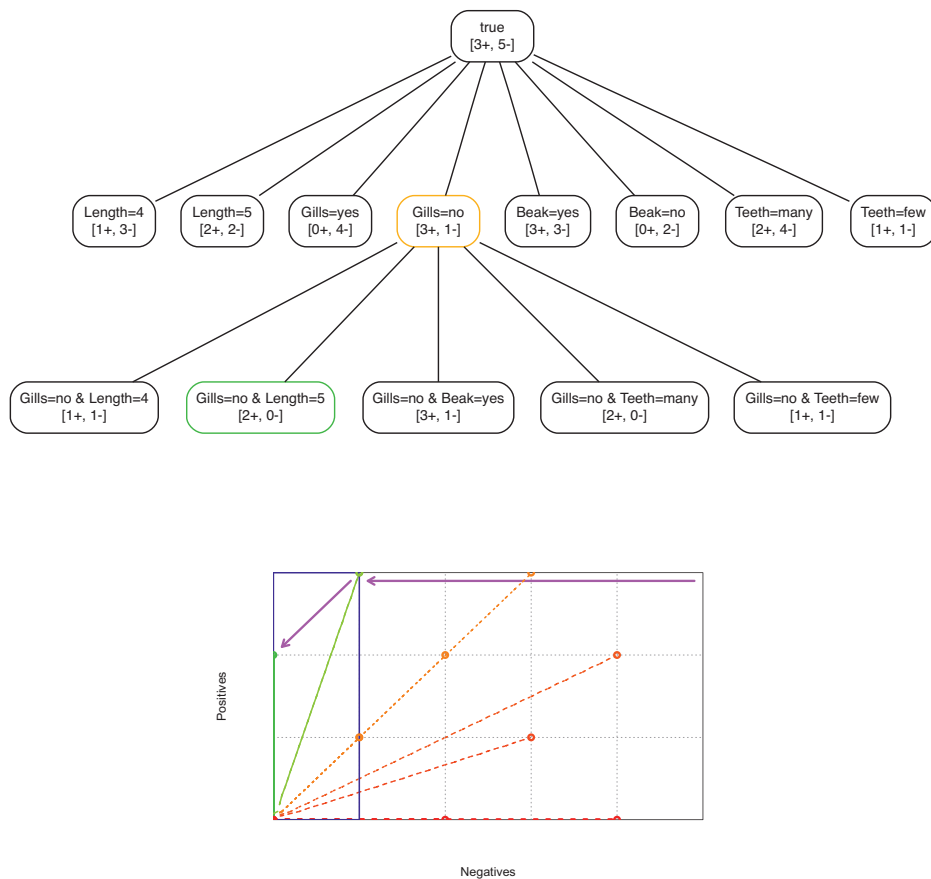 true
[3+, 5-]
Length=4
[1+, 3-]
Length=5
[2+, 2-]
Gills=yes
[0+, 4-]
Gills=no
[3+, 1-]
Beak=yes
[3+, 3-]
Beak=no
[0+, 2-]
Teeth=many
[2+, 4-]
Teeth=few
[1+, 1-]
Gills=no & Length=4
[1+, 1-]
Gills=no & Length=5
[2+, 0-]
Gills=no & Beak=yes
[3+, 1-]
Gills=no & Teeth=many
[2+, 0-]
Gills=no & Teeth=few
[1+, 1-]
Positives
Negatives